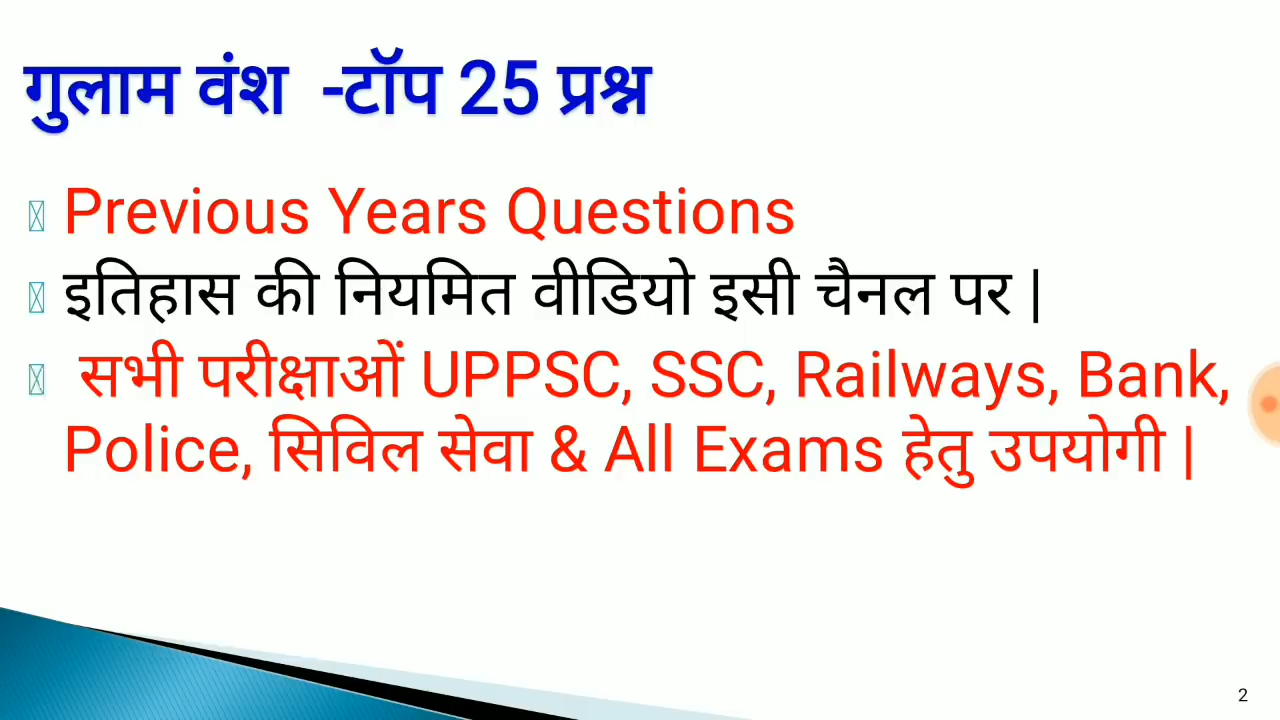 गुलाम वंश -टॉप 25 प्रश्न
Previous Years Questions
इतिहास की नियमित वीडियो इसी चैनल पर |
सभी परीक्षाओं UPPSC, SSC, Railways, Bank,
Police, सिविल सेवा & All Exams हेतु उपयोगी |
2